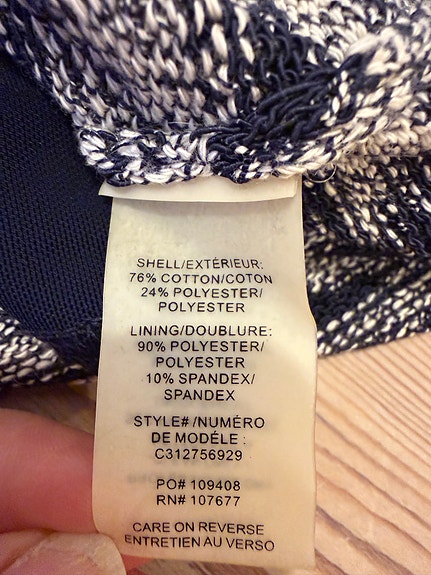 SHELL/EXTÉRIEUR:
76% COTTON/COTON
24% POLYESTER/
POLYESTER
LINING/DOUBLURE:
90% POLYESTER/
POLYESTER
10% SPANDEX/
SPANDEX
STYLE# /NUMÉRO
DE MODÉLE :
C312756929
PO# 109408
RN# 107677
CARE ON REVERSE
ENTRETIEN AU VERSO